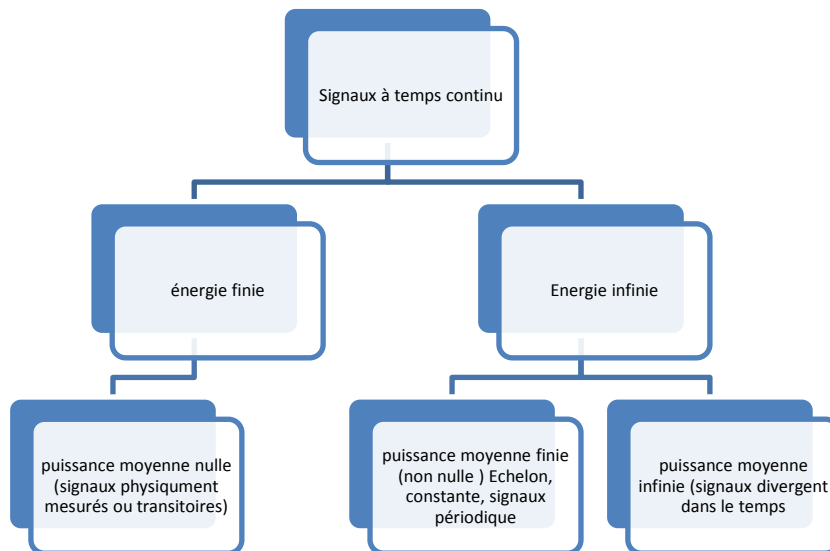 Signaux à temps continu
énergie finie
Energie infinie
puissance moyenne nulle
(signaux physiqument
mesurés ou transitoires)
puissance moyenne finie
(non nulle ) Echelon,
constante, signaux
périodique
puissance moyenne
infinie (signaux divergent
dans le temps